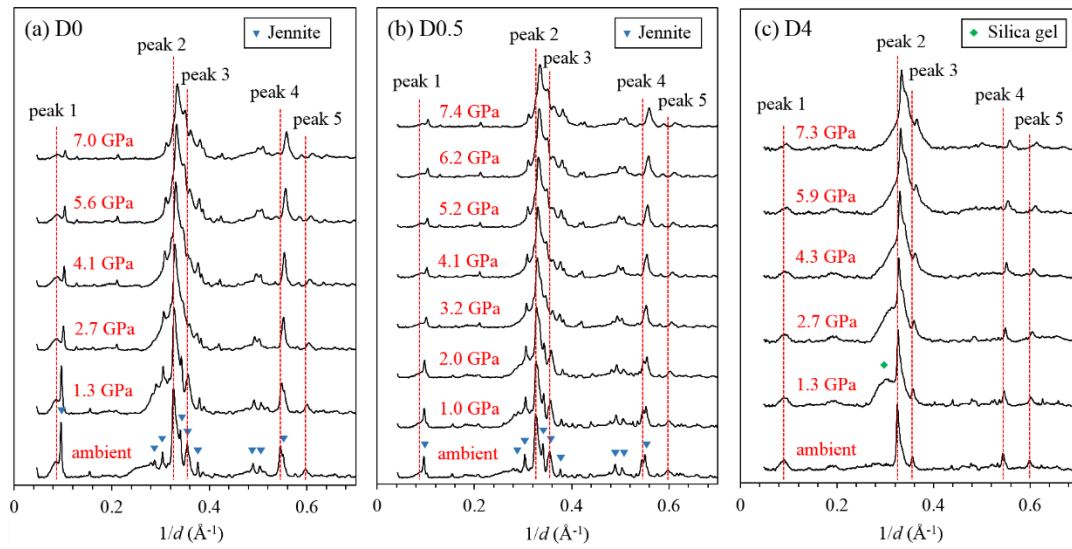 (a) D0
peak 2
▼ Jennite
peak 3
peak 4
peak 1
peak 5
7.0 GPa
5.6 GPa
4.1 GPa
2.7 GPa
1.3 GPa
ambient
0
0.2
0.4
0.6
1/d (Å⁻¹)
(b) D0.5
peak 2
▼ Jennite
peak 3
peak 4
peak 1
peak 5
7.4 GPa
6.2 GPa
5.2 GPa
4.1 GPa
3.2 GPa
2.0 GPa
1.0 GPa
ambient
0
0.2
0.4
0.6
1/d (Å⁻¹)
(c) D4
peak 2
◆ Silica gel
peak 3
peak 4
peak 1
peak 5
7.3 GPa
5.9 GPa
4.3 GPa
2.7 GPa
1.3 GPa
ambient
0
0.2
0.4
0.6
1/d (Å⁻¹)